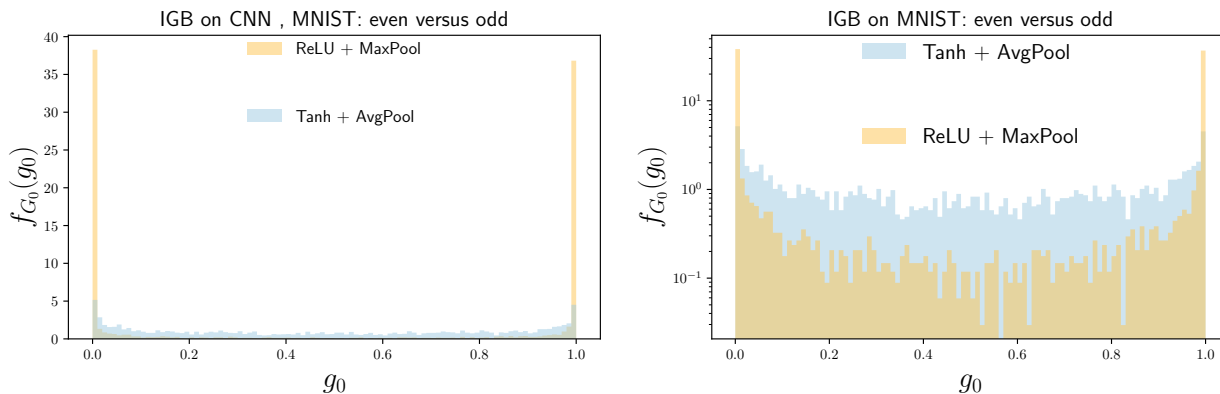 IGB on CNN , MNIST: even versus odd
ReLU + MaxPool
Tanh + AvgPool
40
35
30
25
20
15
10
5
0
f_{G_0}(g_0)
0.0 0.2 0.4 0.6 0.8 1.0
g_0
IGB on MNIST: even versus odd
Tanh + AvgPool
ReLU + MaxPool
10^1
10^0
10^{-1}
f_{G_0}(g_0)
0.0 0.2 0.4 0.6 0.8 1.0
g_0